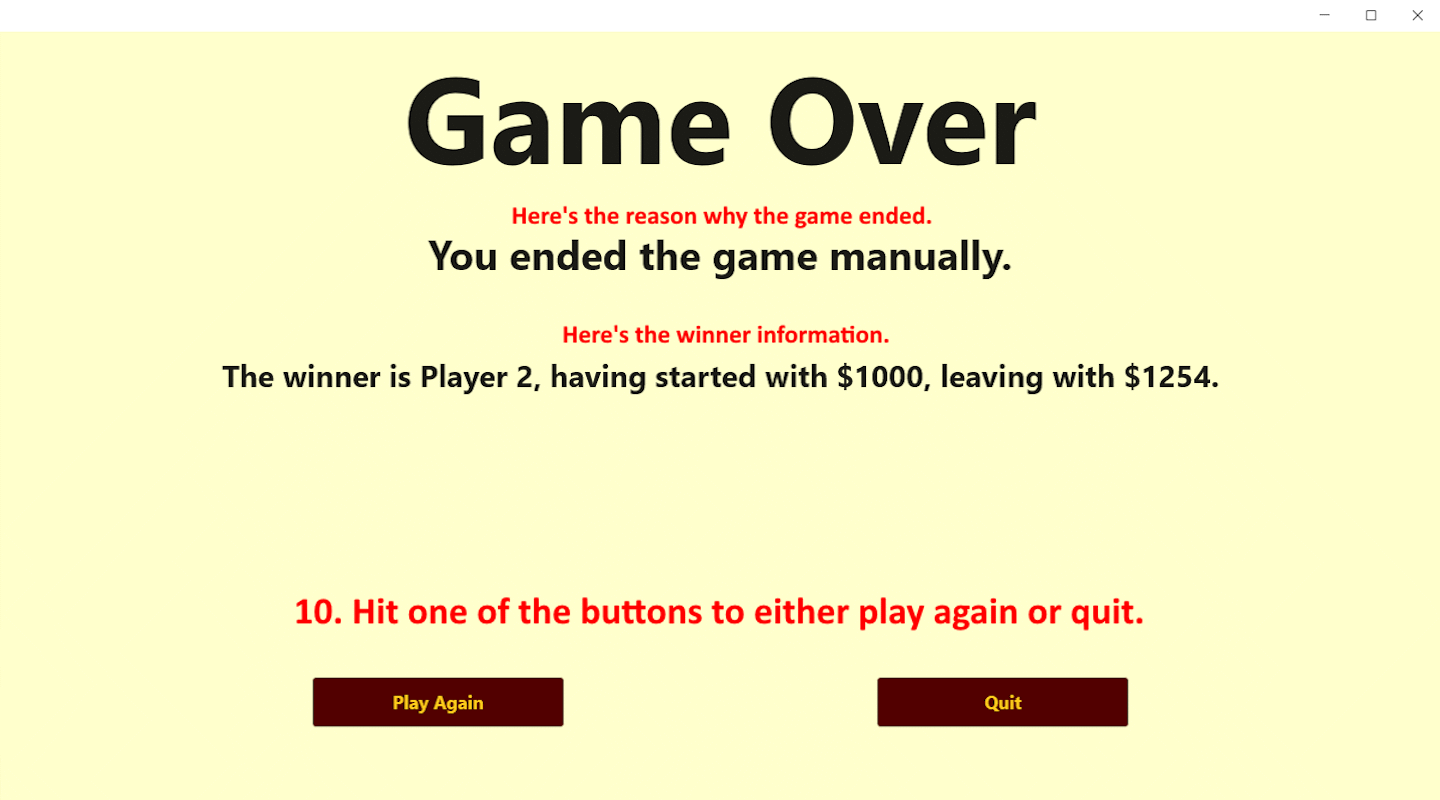 Game Over
Here's the reason why the game ended.
You ended the game manually.
Here's the winner information.
The winner is Player 2, having started with $1000, leaving with $1254.
10. Hit one of the buttons to either play again or quit.
Play Again
Quit